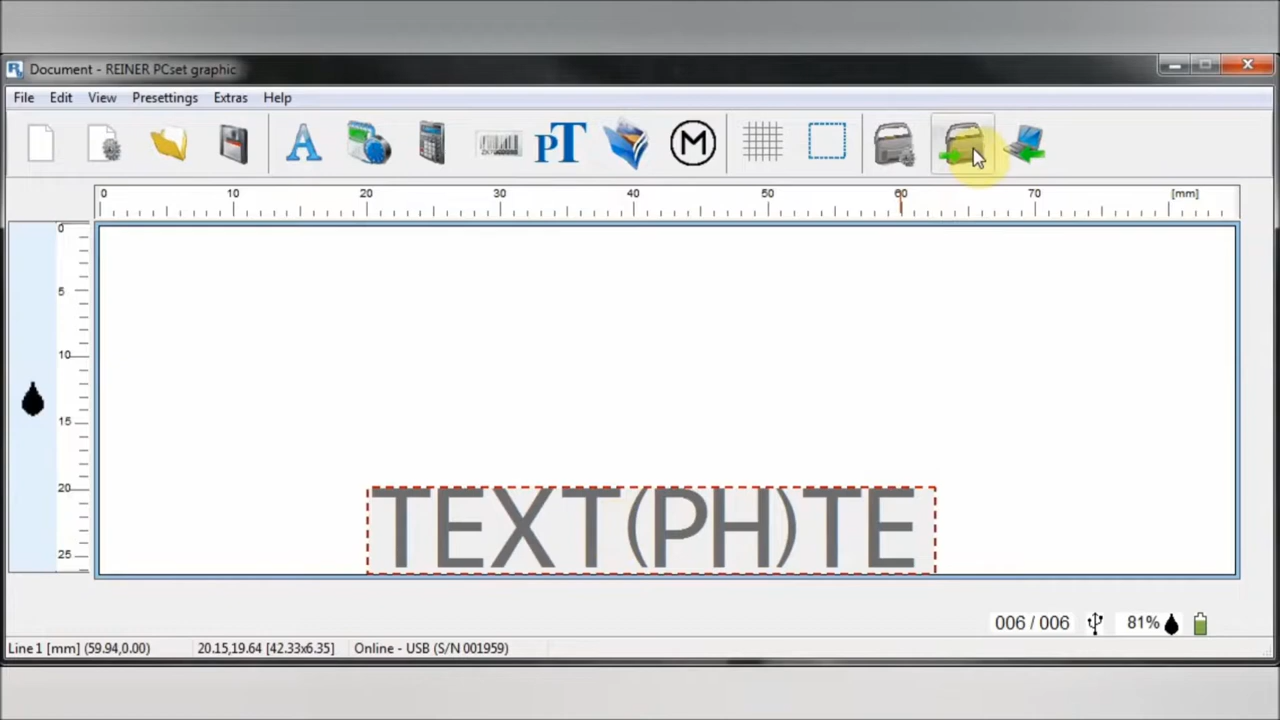 Document - REINER PCset graphic
File Edit View Presettings Extras Help
A pT M
0 10 20 30 40 50 60 70 [mm]
0
5
10
15
20
25
TEXT(PH)TE
006 / 006 81%
Line 1 [mm] (59.94,0.00) 20.15,19.64 [42.33x6.35] Online - USB (S/N 001959)